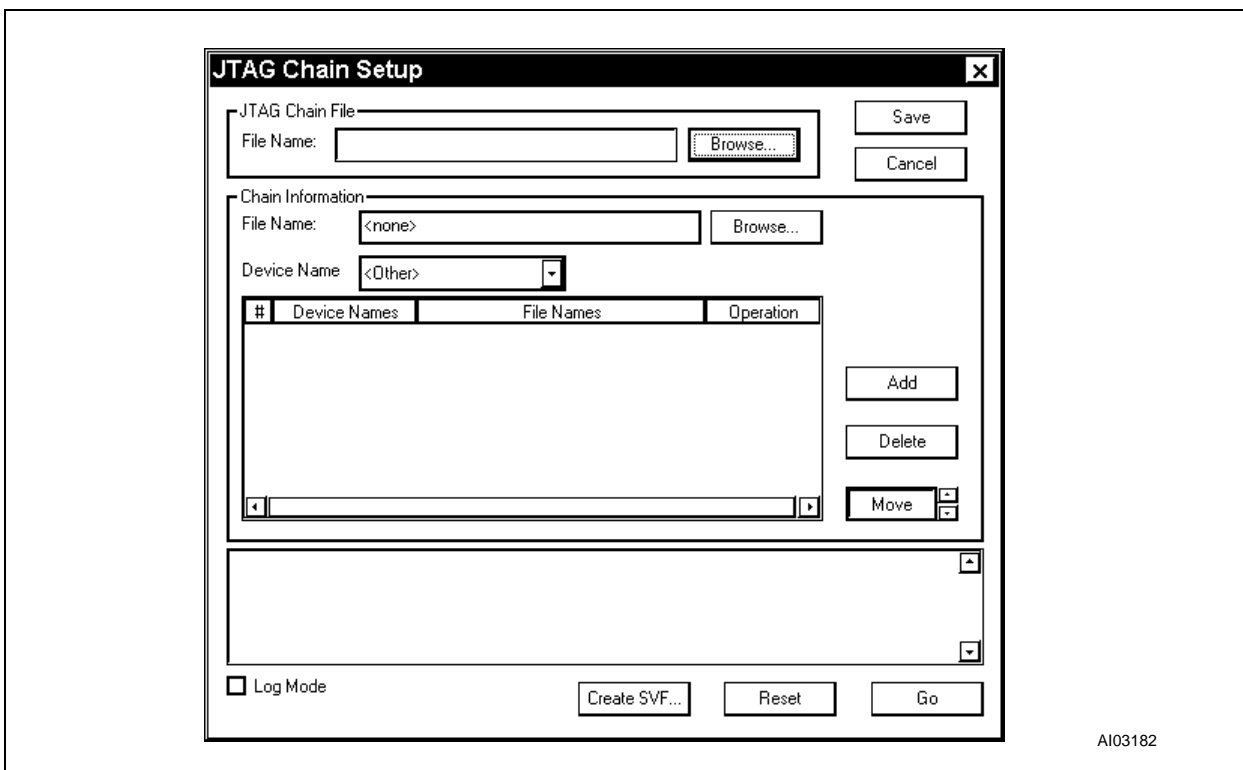 JTAG Chain Setup
JTAG Chain File
File Name:
Browse...
Save
Cancel
Chain Information
File Name:
<none>
Browse...
Device Name
<Other>
# Device Names File Names Operation
Add
Delete
Move
Log Mode
Create SVF...
Reset
Go
AI03182